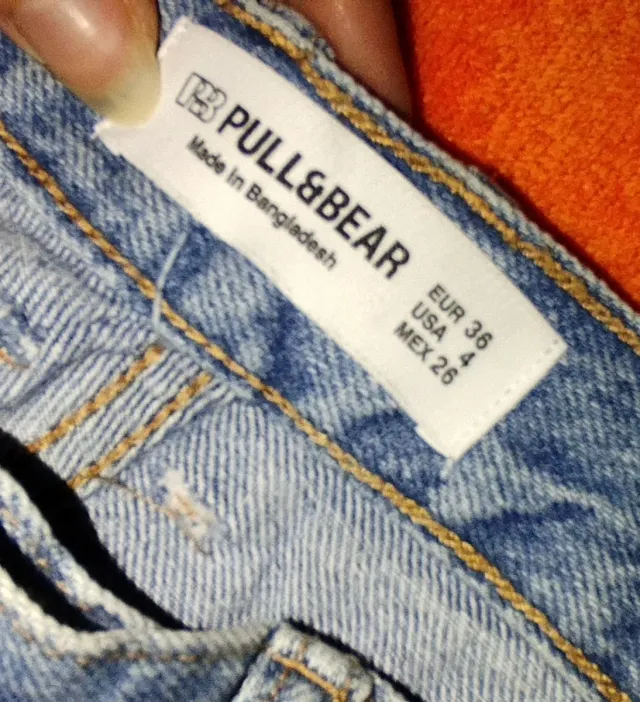 PB PULL&BEAR
Made In Bangladesh
EUR 36
USA 4
MEX 26